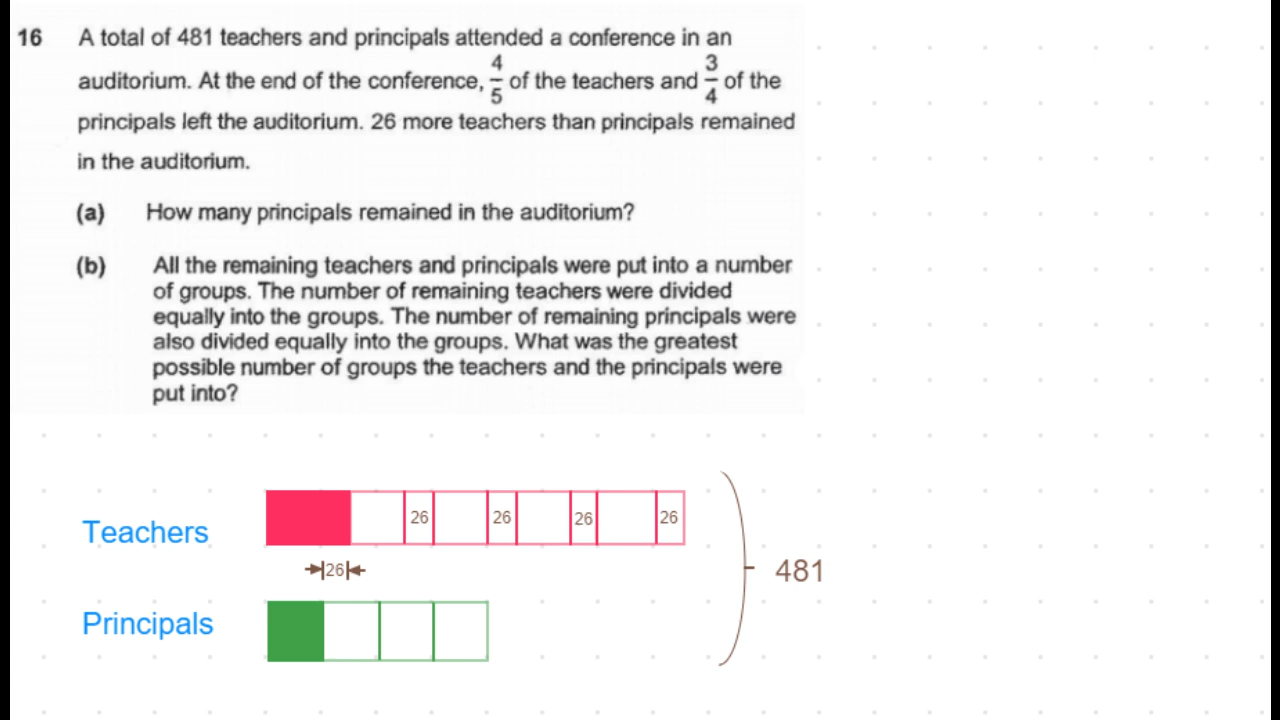 16 A total of 481 teachers and principals attended a conference in an
auditorium. At the end of the conference, 4/5 of the teachers and 3/4 of the
principals left the auditorium. 26 more teachers than principals remained
in the auditorium.
(a) How many principals remained in the auditorium?
(b) All the remaining teachers and principals were put into a number
of groups. The number of remaining teachers were divided
equally into the groups. The number of remaining principals were
also divided equally into the groups. What was the greatest
possible number of groups the teachers and the principals were
put into?
Teachers 26 26 26 26
26
481
Principals